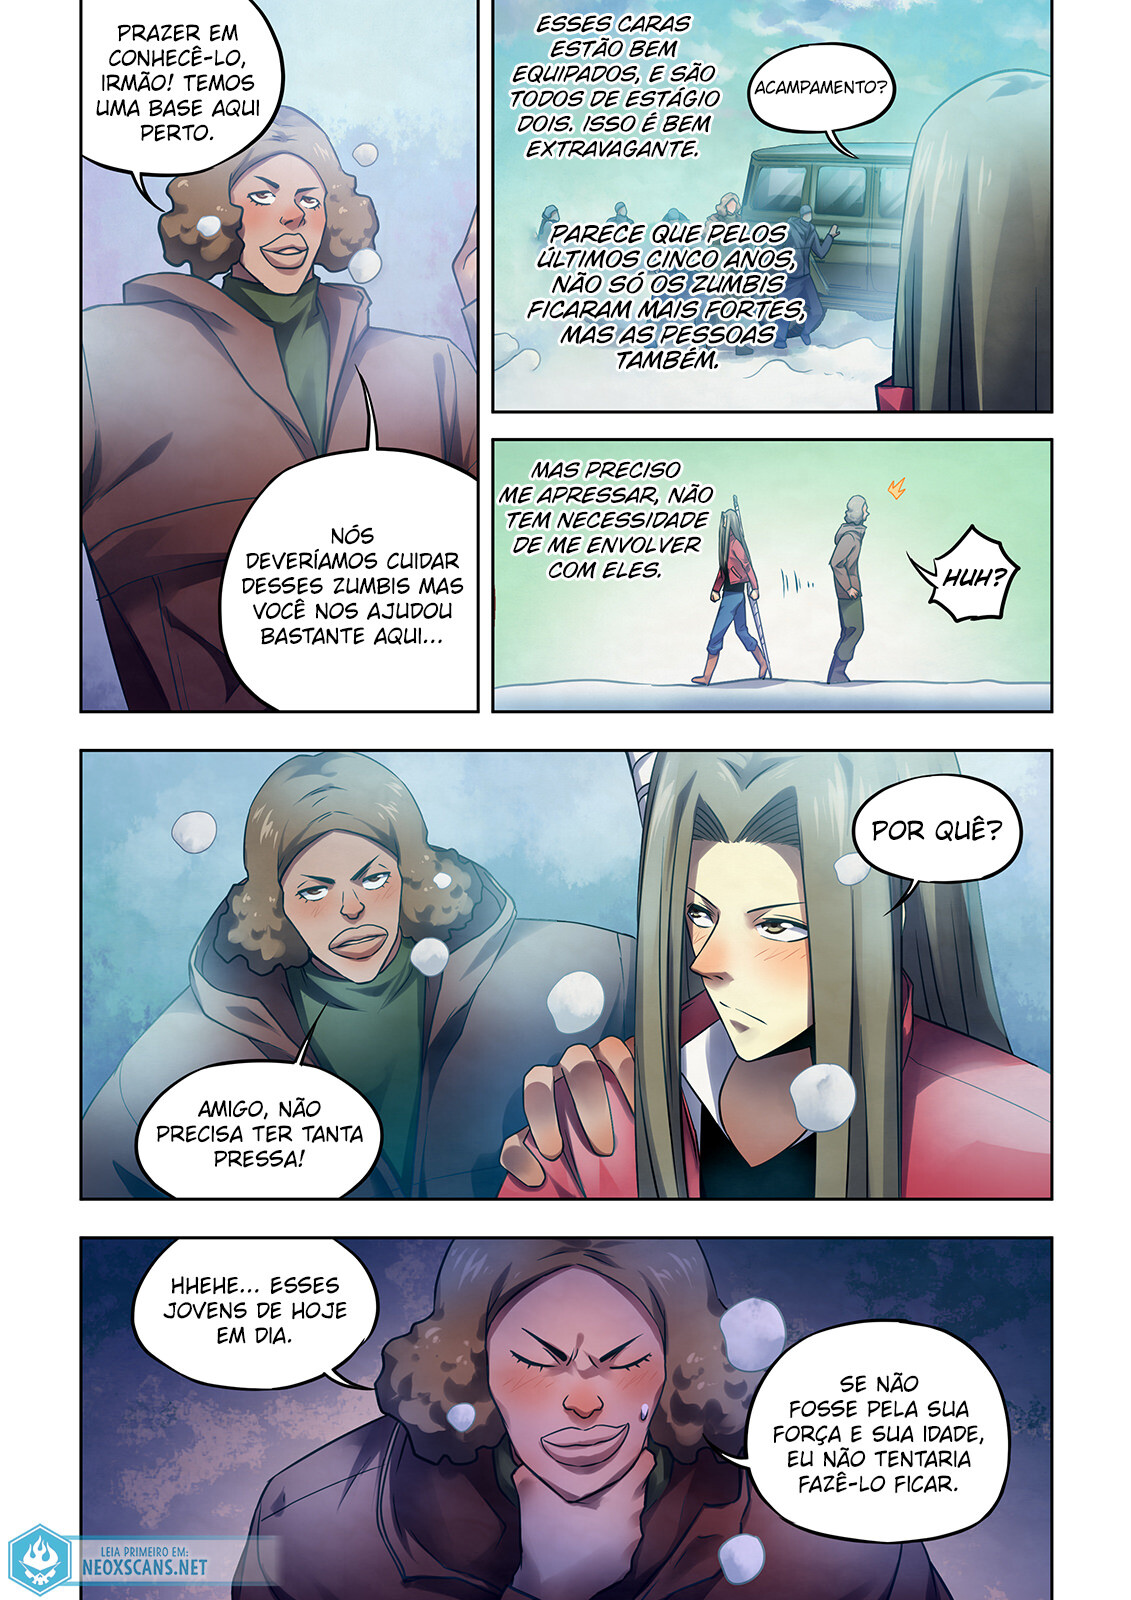 PRAZER EM
CONHECÊ-LO,
IRMÃO! TEMOS
UMA BASE AQUI
PERTO.
NÓS
DEVERÍAMOS CUIDAR
DESSES ZUMBIS MAS
VOCÊ NOS AJUDOU
BASTANTE AQUI...
ESSES CARAS
ESTÃO BEM
EQUIPADOS, E SÃO
TODOS DE ESTÁGIO
DOIS. ISSO É BEM
EXTRAVAGANTE.
ACAMPAMENTO?
PARECE QUE PELOS
ÚLTIMOS CINCO ANOS,
NÃO SÓ OS ZUMBIS
FICARAM MAIS FORTES,
MAS AS PESSOAS
TAMBÉM.
MAS PRECISO
ME APRESSAR, NÃO
TEM NECESSIDADE
DE ME ENVOLVER
COM ELES.
HUH?
POR QUÊ?
AMIGO, NÃO
PRECISA TER TANTA
PRESSA!
HHEHE... ESSES
JOVENS DE HOJE
EM DIA.
SE NÃO
FOSSE PELA SUA
FORÇA E SUA IDADE,
EU NÃO TENTARIA
FAZÊ-LO FICAR.
LEIA PRIMEIRO EM:
NEOXSCANS.NET